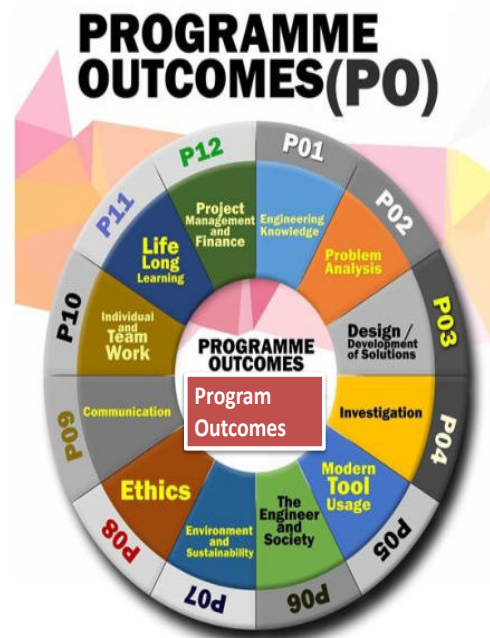 PROGRAMME
OUTCOMES(PO)
P01
Engineering
Knowledge
P02
Problem
Analysis
P03
Design /
Development
of Solutions
P04
Investigation
P05
Modern
Tool
Usage
P06
The
Engineer
and
Society
P07
Environment
and
Sustainability
P08
Ethics
P09
Communication
P10
Individual
and
Team
Work
P11
Life
Long
Learning
P12
Project
Management
and
Finance
PROGRAMME
OUTCOMES
Program
Outcomes